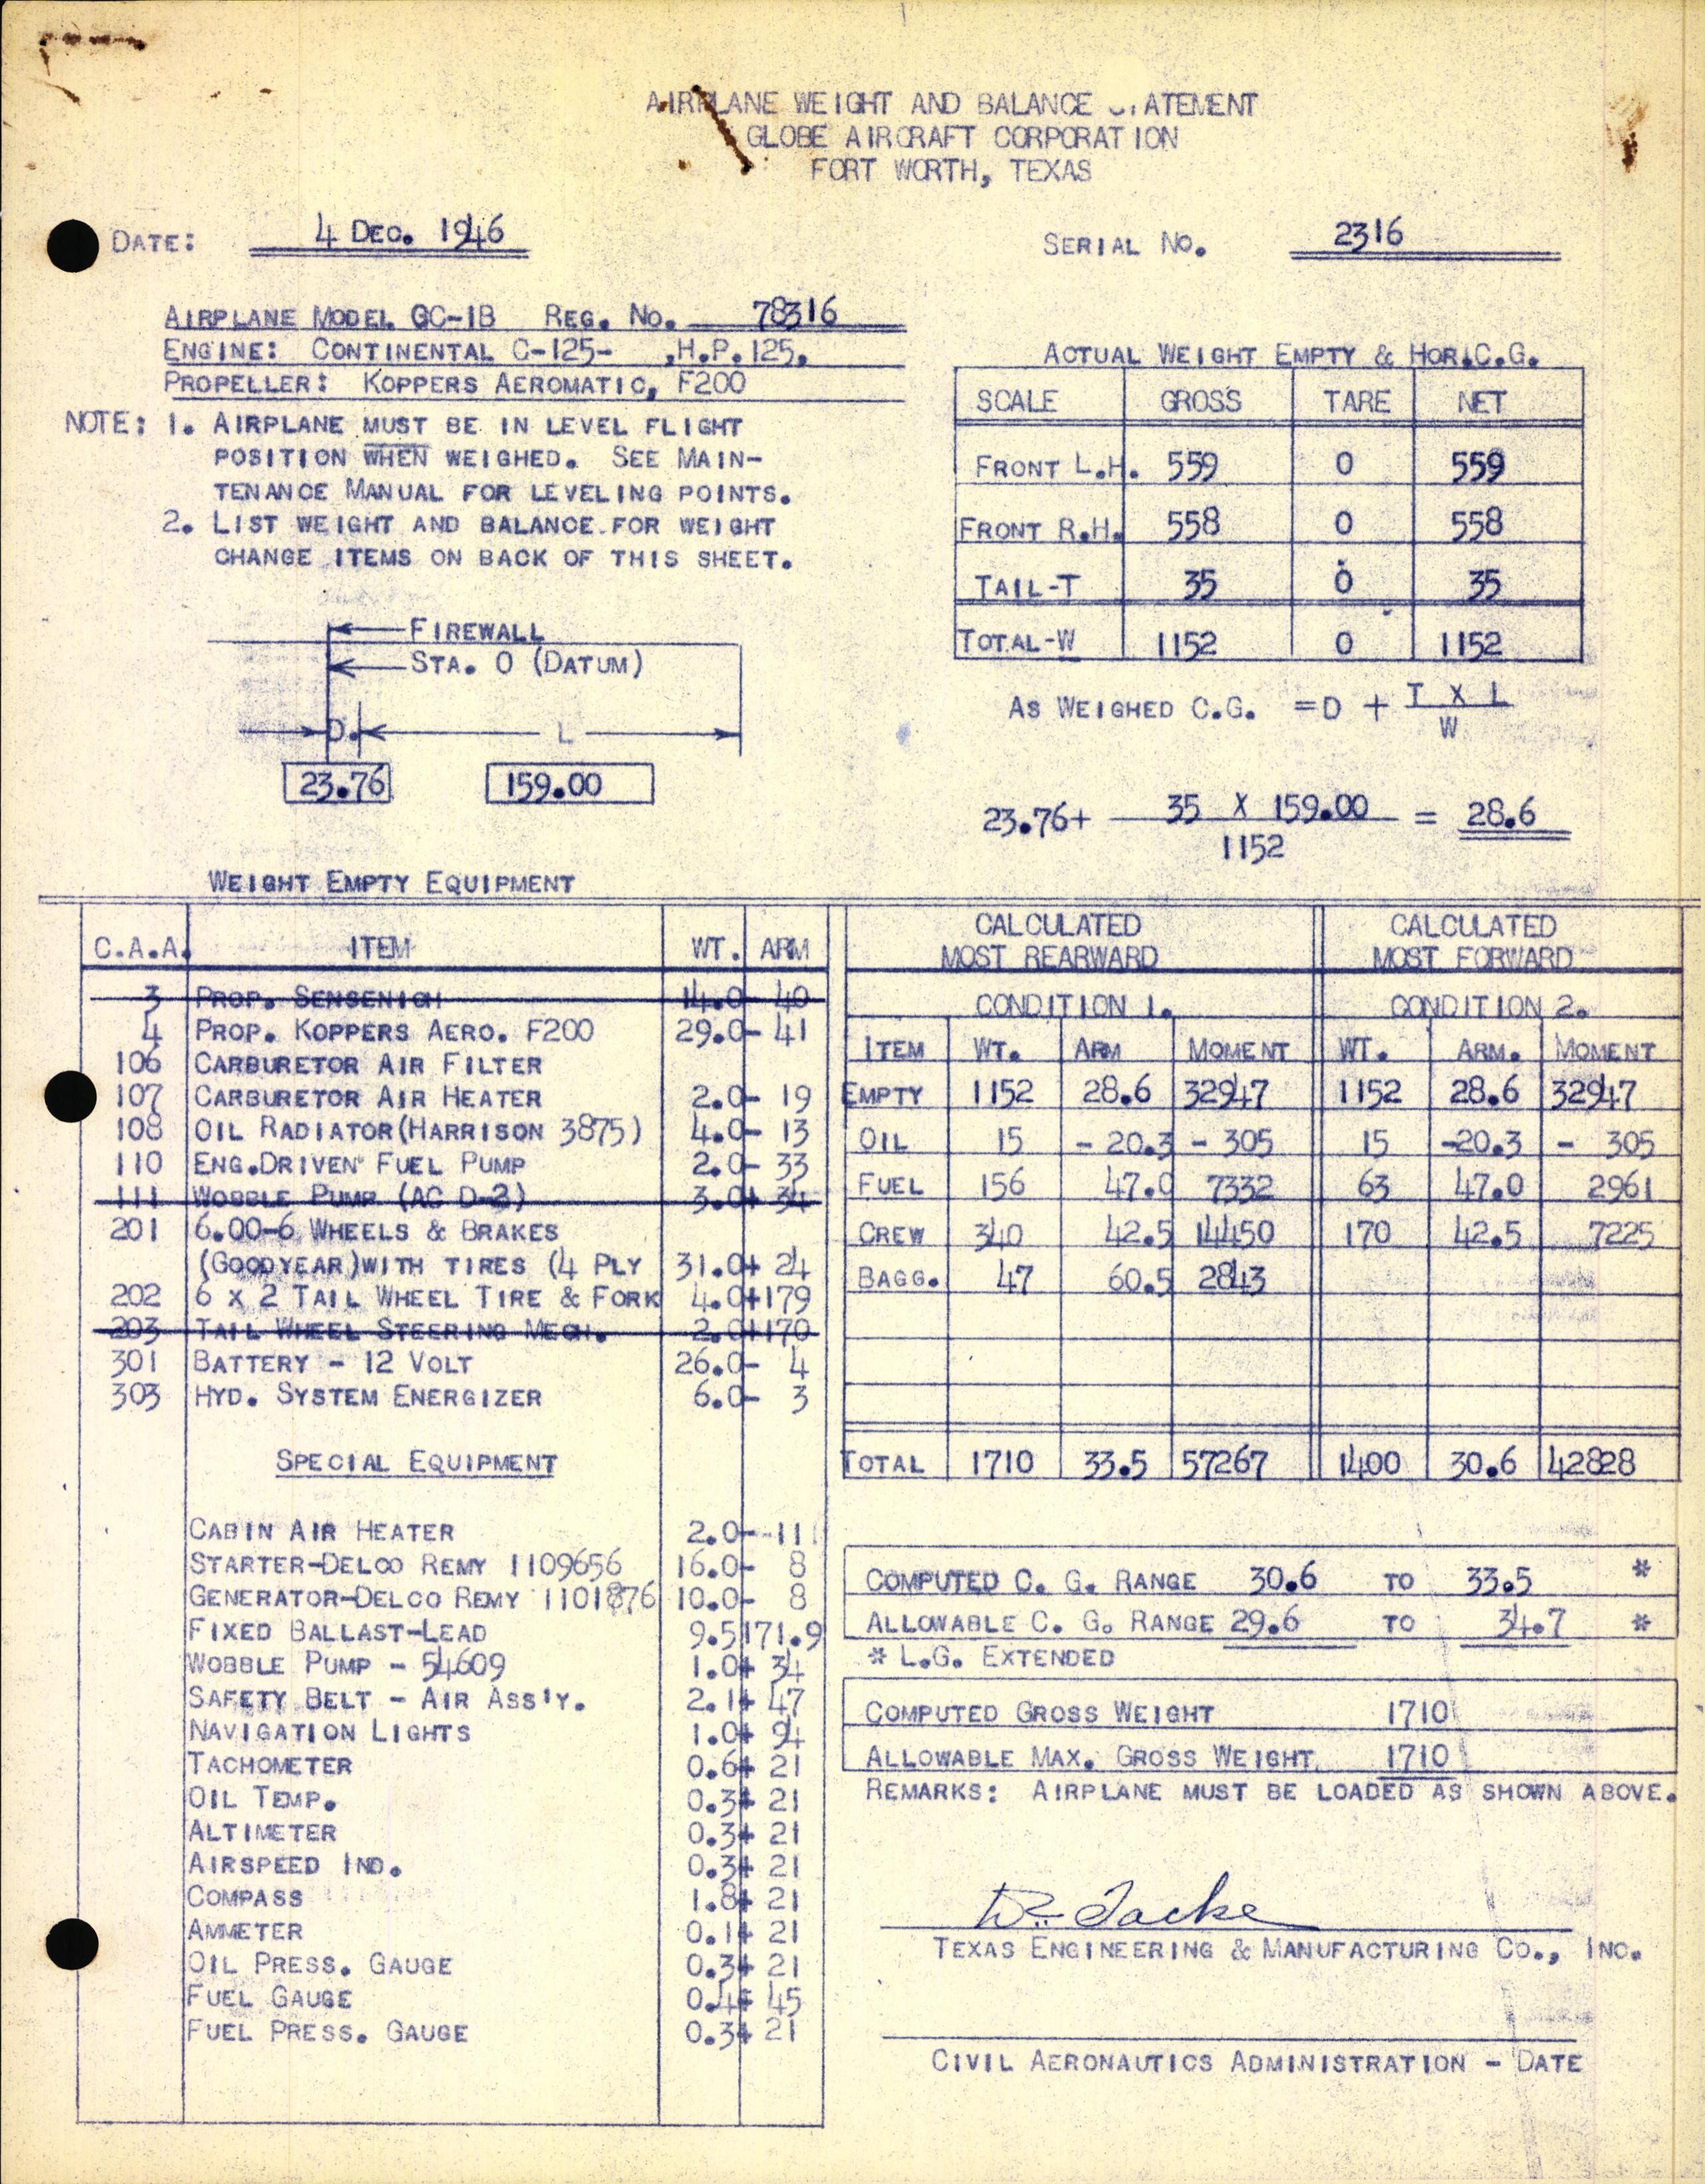 AIRPLANE WEIGHT AND BALANCE ATEMENT
GLOBE AIRCRAFT CORPORATION
FORT WORTH, TEXAS
DATE: 4 DEC. 1946
SERIAL NO. 2316
AIRPLANE MODEL GC-1B REG. NO. 78316
ENGINE: CONTINENTAL C-125- ,H.P.125,
PROPELLER: KOPPERS AEROMATIC, F200
NOTE: 1. AIRPLANE MUST BE IN LEVEL FLIGHT
POSITION WHEN WEIGHED. SEE MAIN-
TENANCE MANUAL FOR LEVELING POINTS.
2. LIST WEIGHT AND BALANCE FOR WEIGHT
CHANGE ITEMS ON BACK OF THIS SHEET.
ACTUAL WEIGHT EMPTY & HOR.C.G.
SCALE GROSS TARE NET
FRONT L.H. 559 0 559
FRONT R.H. 558 0 558
TAIL-T 35 0 35
TOTAL-W 1152 0 1152
FIREWALL
STA. 0 (DATUM)
D. L
23.76 159.00
AS WEIGHED C.G. = D + T X L
W
23.76+ 35 X 159.00 = 28.6
1152
WEIGHT EMPTY EQUIPMENT
C.A.A. ITEM WT. ARM
3 PROP. SENSENICH 14.0- 40
4 PROP. KOPPERS AERO. F200 29.0- 41
106 CARBURETOR AIR FILTER
107 CARBURETOR AIR HEATER 2.0- 19
108 OIL RADIATOR(HARRISON 3875) 4.0- 13
110 ENG.DRIVEN FUEL PUMP 2.0- 33
111 WOBBLE PUMP (AC D-2) 3.0+ 34
201 6.00-6 WHEELS & BRAKES
(GOODYEAR)WITH TIRES (4 PLY 31.0+ 24
202 6 X 2 TAIL WHEEL TIRE & FORK 4.0+179
203 TAIL WHEEL STEERING MECH. 2.0+170
301 BATTERY - 12 VOLT 26.0- 4
303 HYD. SYSTEM ENERGIZER 6.0- 3
SPECIAL EQUIPMENT
CABIN AIR HEATER 2.0- -11
STARTER-DELCO REMY 1109656 16.0- 8
GENERATOR-DELCO REMY 1101876 10.0- 8
FIXED BALLAST-LEAD 9.5 171.9
WOBBLE PUMP - 54609 1.0+ 34
SAFETY BELT - AIR ASS'Y. 2.1+ 47
NAVIGATION LIGHTS 1.0+ 94
TACHOMETER 0.6+ 21
OIL TEMP. 0.3+ 21
ALTIMETER 0.3+ 21
AIRSPEED IND. 0.3+ 21
COMPASS 1.8+ 21
AMMETER 0.1+ 21
OIL PRESS. GAUGE 0.3+ 21
FUEL GAUGE 0.4+ 45
FUEL PRESS. GAUGE 0.3+ 21
CALCULATED CALCULATED
MOST REARWARD MOST FORWARD
CONDITION 1. CONDITION 2.
ITEM WT. ARM MOMENT WT. ARM. MOMENT
EMPTY 1152 28.6 32947 1152 28.6 32947
OIL 15 - 20.3 - 305 15 -20.3 - 305
FUEL 156 47.0 7332 63 47.0 2961
CREW 340 42.5 14450 170 42.5 7225
BAGG. 47 60.5 2843
TOTAL 1710 33.5 57267 1400 30.6 42828
COMPUTED C. G. RANGE 30.6 TO 33.5 *
ALLOWABLE C. G. RANGE 29.6 TO 34.7 *
* L.G. EXTENDED
COMPUTED GROSS WEIGHT 1710
ALLOWABLE MAX. GROSS WEIGHT 1710
REMARKS: AIRPLANE MUST BE LOADED AS SHOWN ABOVE.
TEXAS ENGINEERING & MANUFACTURING CO., INC.
CIVIL AERONAUTICS ADMINISTRATION - DATE